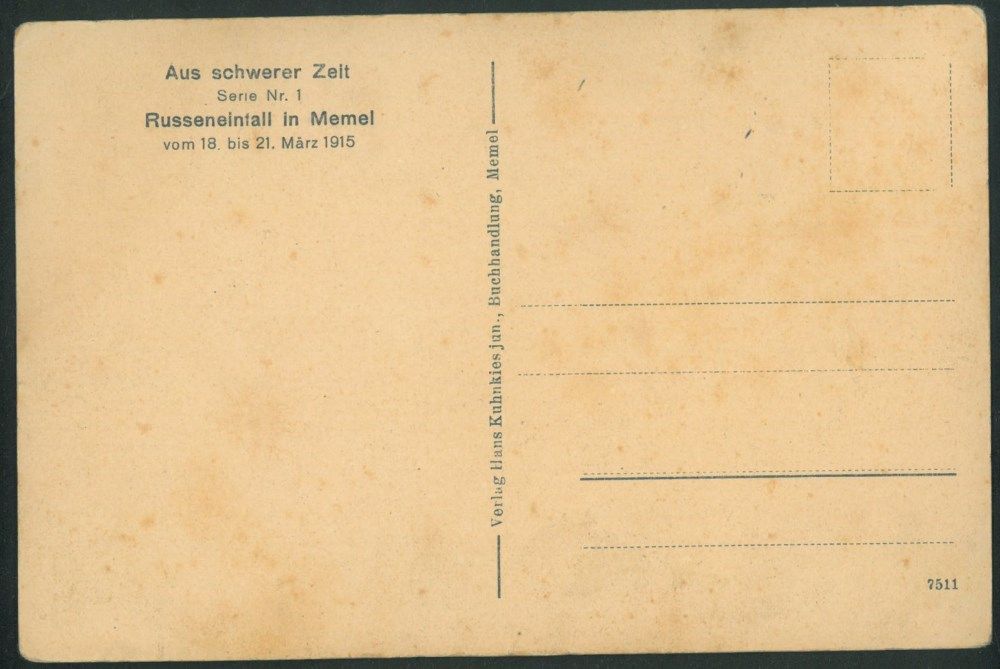 Aus schwerer Zeit
Serie Nr. 1
Russeneinfall in Memel
vom 18. bis 21. März 1915
Verlag Hans Kuhnkies jun., Buchhandlung, Memel
7511